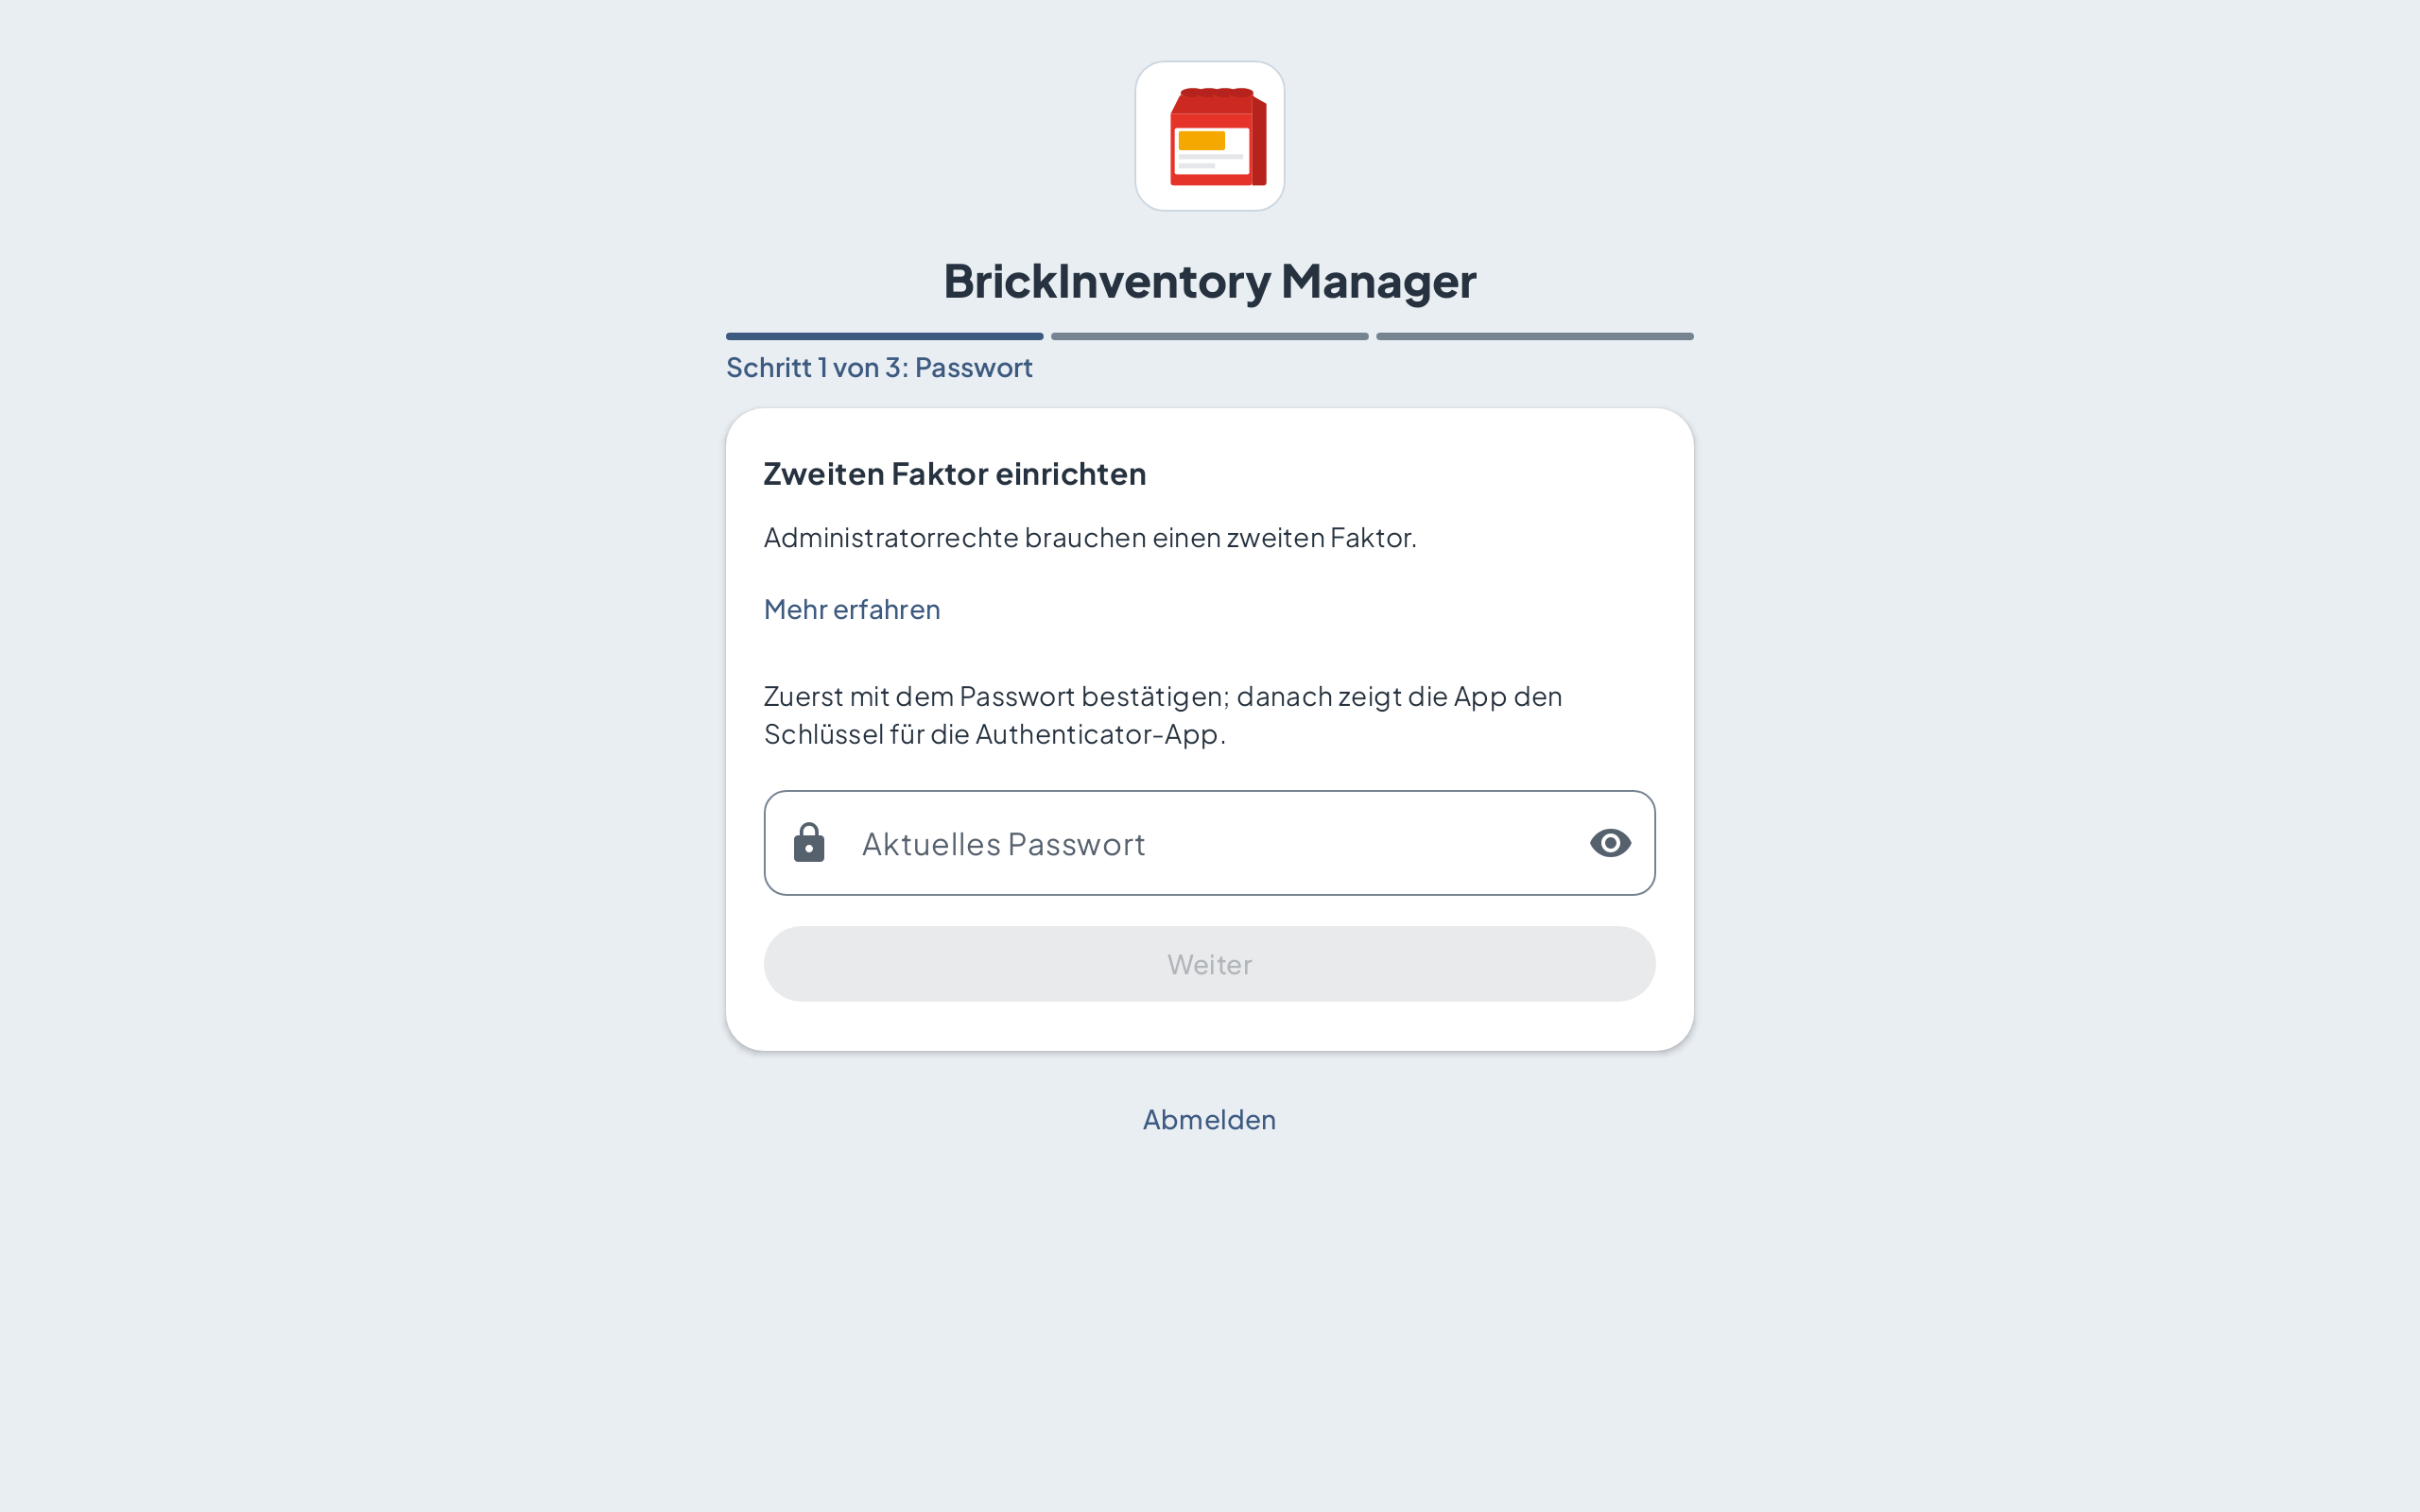 BrickInventory Manager
Schritt 1 von 3: Passwort
Zweiten Faktor einrichten
Administratorrechte brauchen einen zweiten Faktor.
Mehr erfahren
Zuerst mit dem Passwort bestätigen; danach zeigt die App den
Schlüssel für die Authenticator-App.
Aktuelles Passwort
Weiter
Abmelden